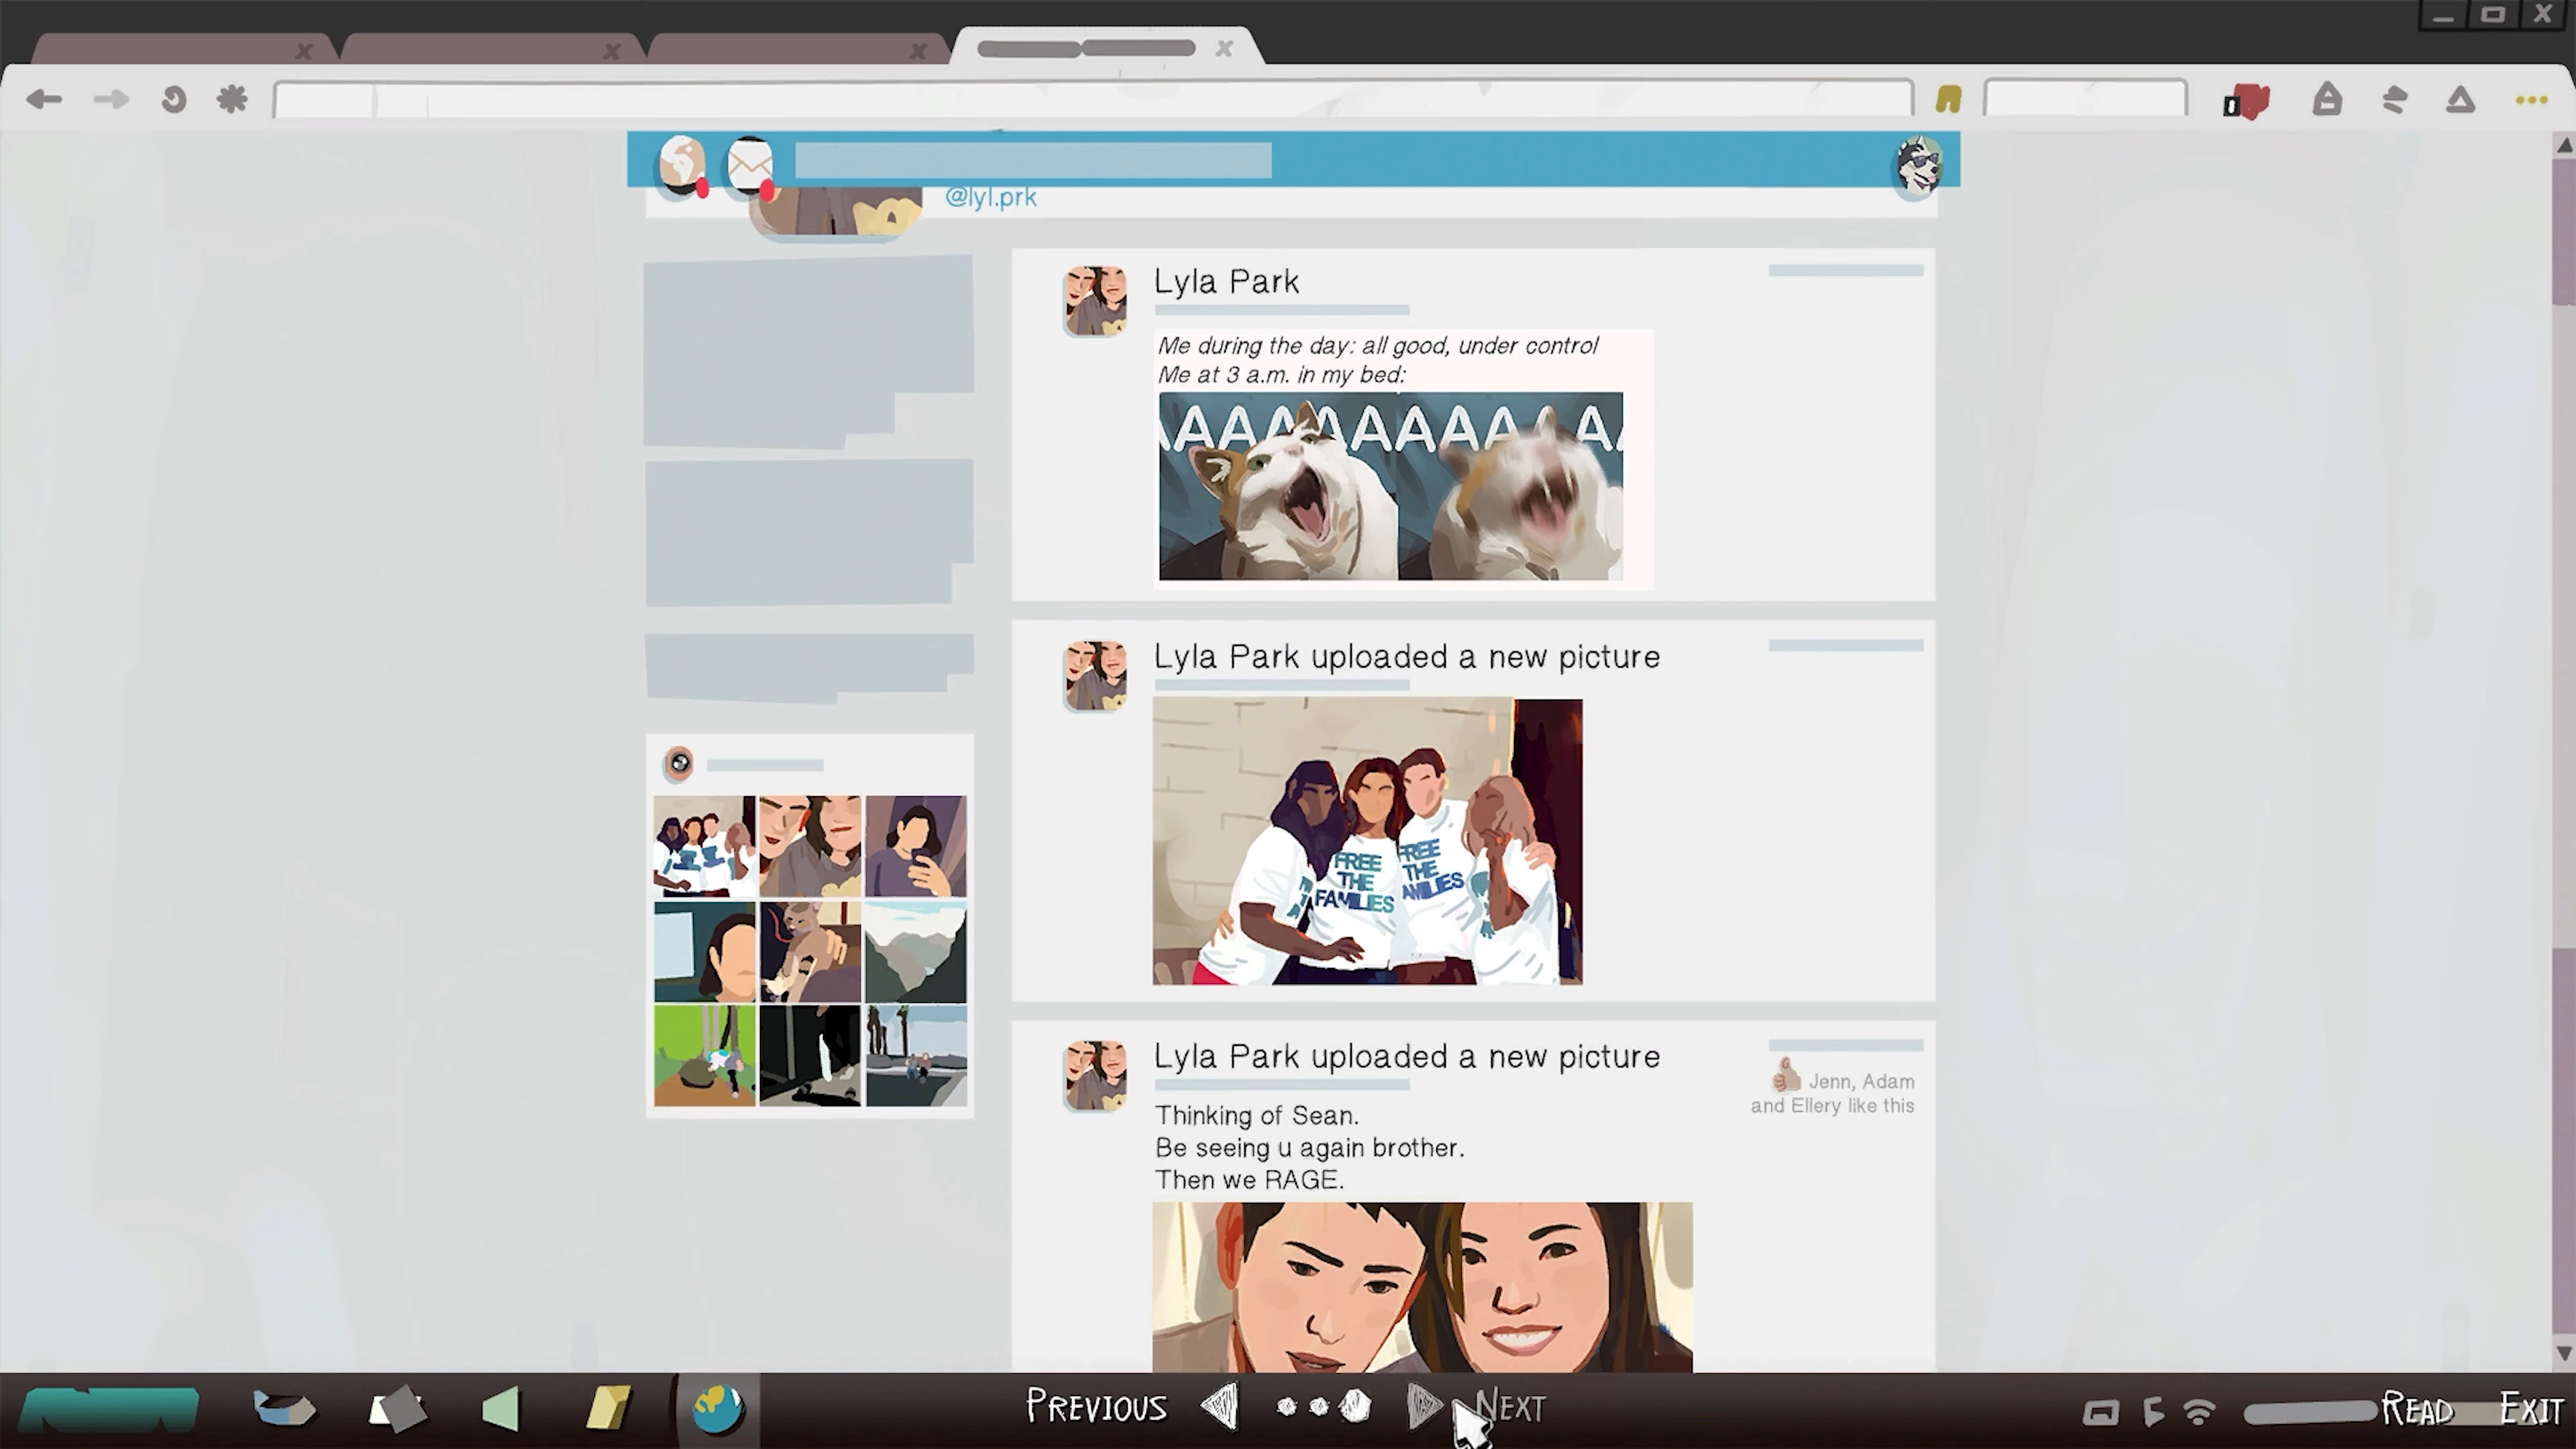 @lyl.prk
Lyla Park
Me during the day: all good, under control
Me at 3 a.m. in my bed:
AAAAAAAAAA AA
Lyla Park uploaded a new picture
FREE
THE
FAMILIES
FREE
THE
AMILIES
Lyla Park uploaded a new picture
Jenn, Adam
and Ellery like this
Thinking of Sean.
Be seeing u again brother.
Then we RAGE.
PREVIOUS
NEXT
READ
EXIT